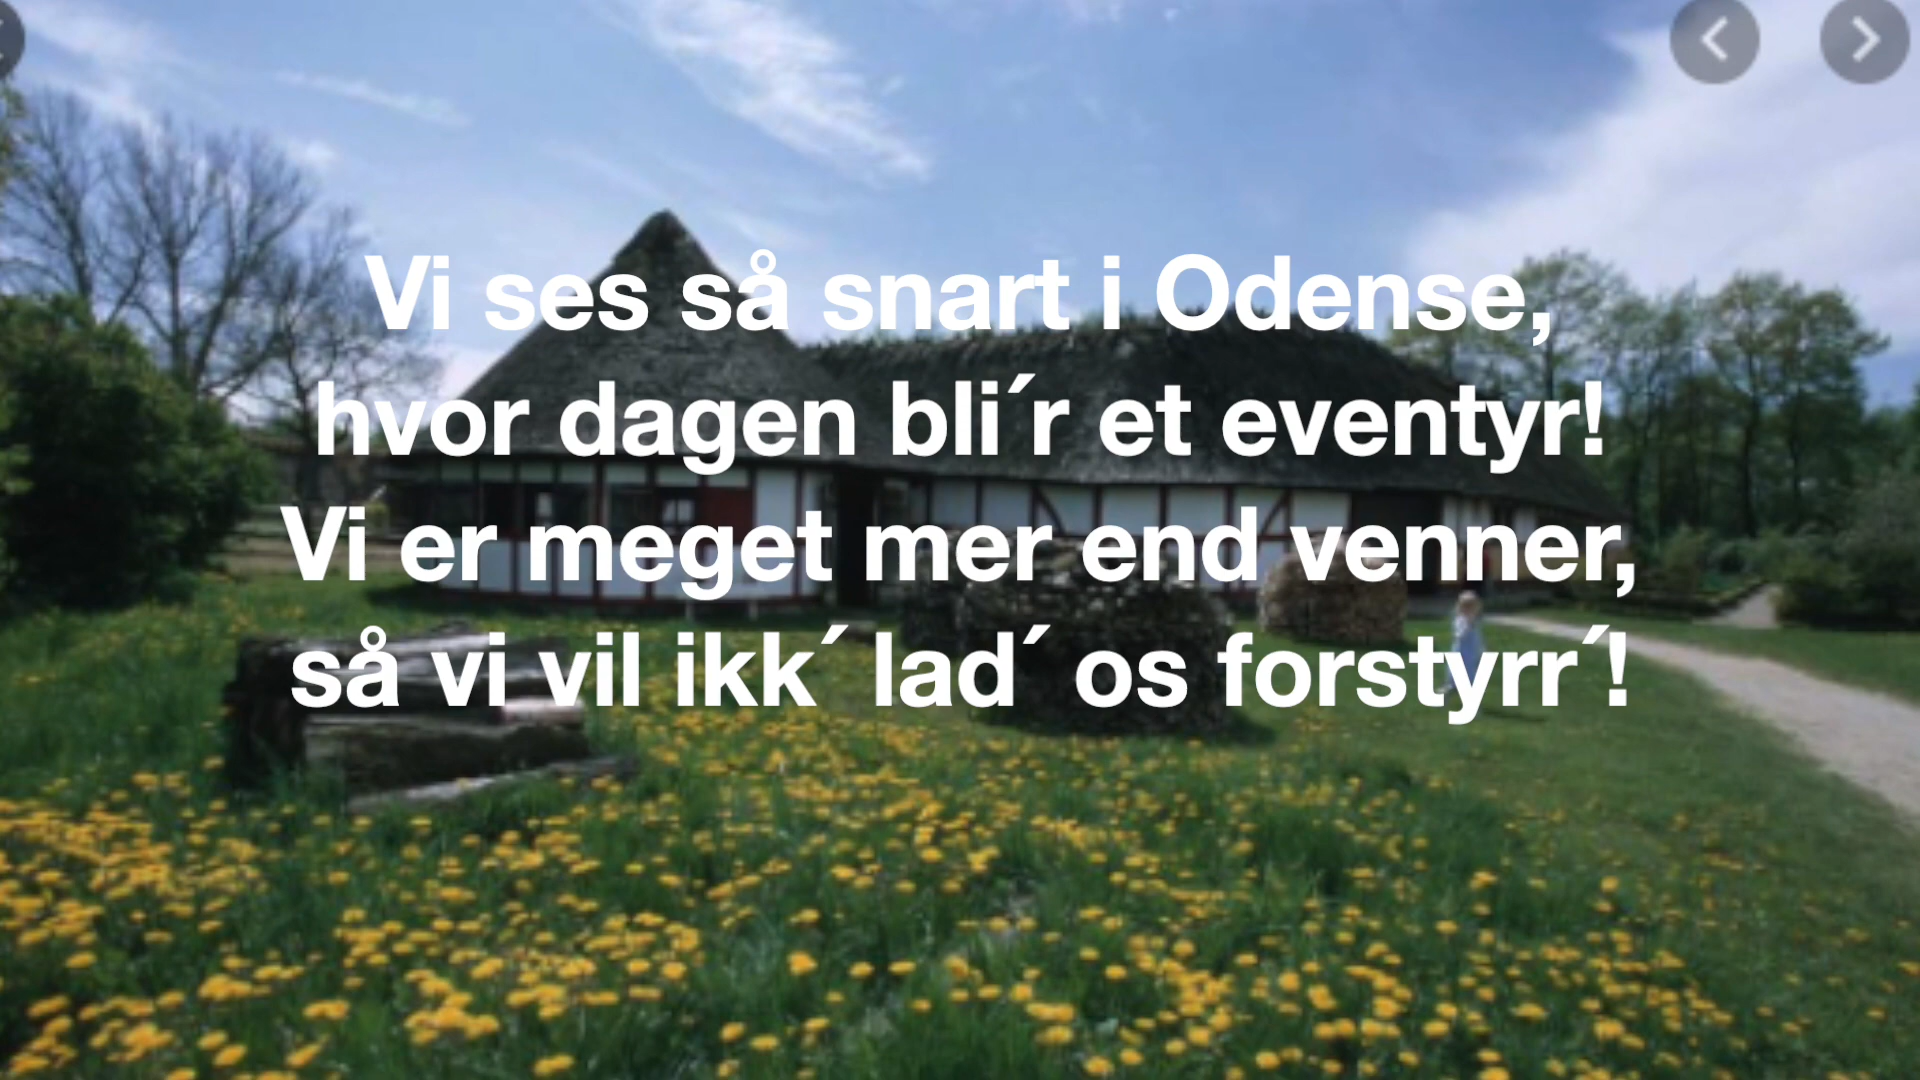 Vi ses så snart i Odense,
hvor dagen bli´r et eventyr!
Vi er meget mer end venner,
så vi vil ikk´ lad´ os forstyrr´!